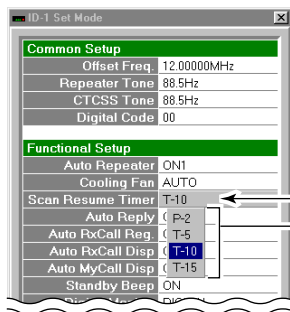 ID-1 Set Mode
Common Setup
Offset Freq. 12.00000MHz
Repeater Tone 88.5Hz
CTCSS Tone 88.5Hz
Digital Code 00
Functional Setup
Auto Repeater ON1
Cooling Fan AUTO
Scan Resume Timer T-10
Auto Reply P-2
Auto RxCall Reg. T-5
Auto RxCall Disp T-10
Auto MyCall Disp T-15
Standby Beep ON